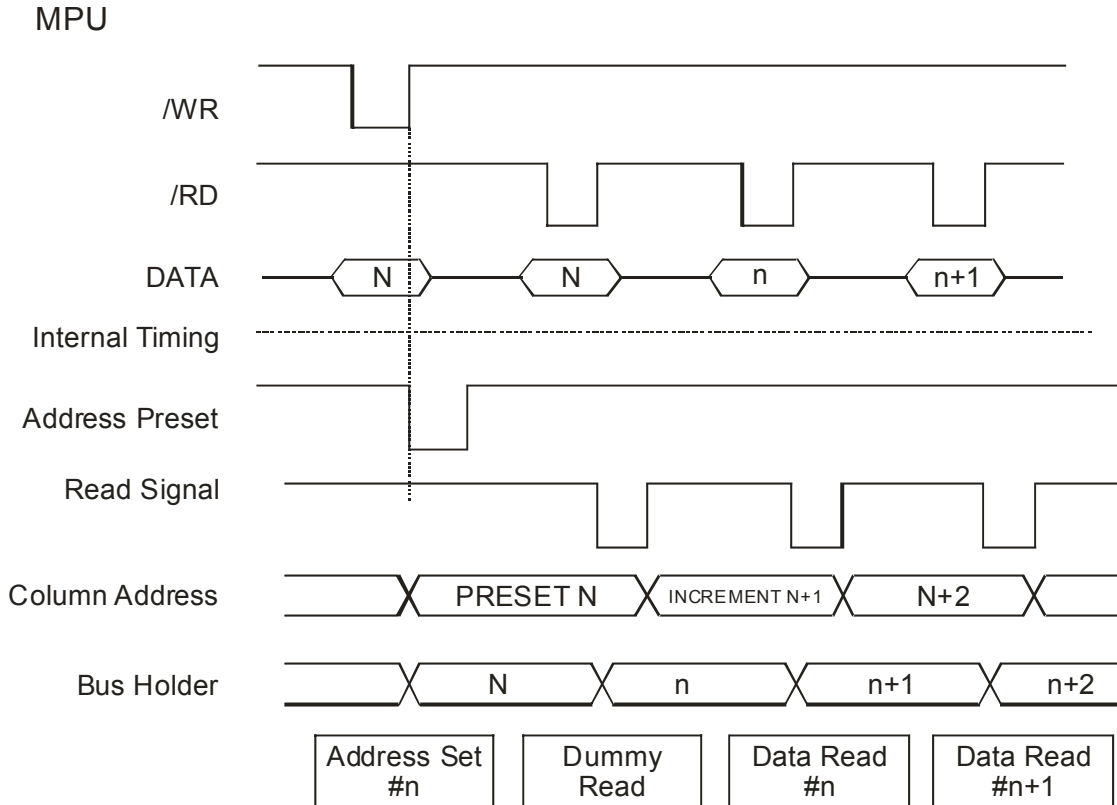 MPU
/WR
/RD
DATA
N
N
n
n+1
Internal Timing
Address Preset
Read Signal
Column Address
PRESET N
INCREMENT N+1
N+2
Bus Holder
N
n
n+1
n+2
Address Set
#n
Dummy
Read
Data Read
#n
Data Read
#n+1